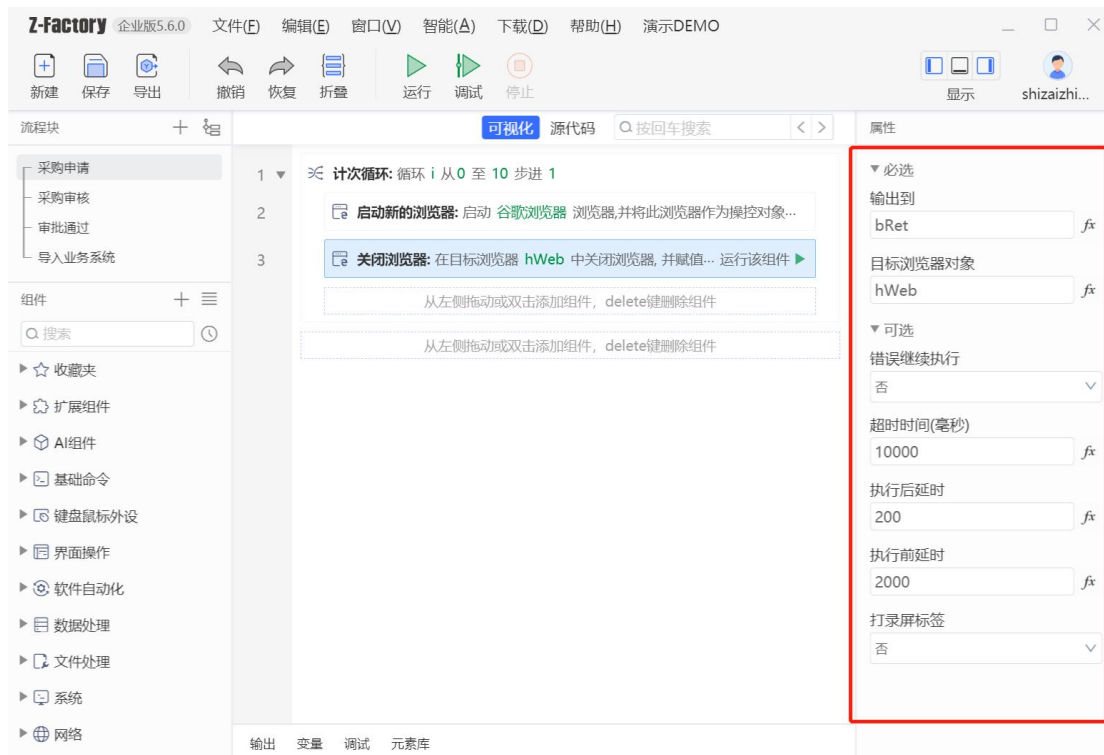 Z-Factory 企业版5.6.0 文件(F) 编辑(E) 窗口(V) 智能(A) 下载(D) 帮助(H) 演示DEMO
新建 保存 导出 撤销 恢复 折叠 运行 调试 停止 显示 shizaizhi...
流程块
采购申请
采购审核
审批通过
导入业务系统
组件
搜索
收藏夹
扩展组件
AI组件
基础命令
键盘鼠标外设
界面操作
软件自动化
数据处理
文件处理
系统
网络
可视化 源代码 按回车搜索
1 计次循环: 循环 i 从0 至 10 步进 1
2 启动新的浏览器: 启动 谷歌浏览器 浏览器,并将此浏览器作为操控对象...
3 关闭浏览器: 在目标浏览器 hWeb 中关闭浏览器, 并赋值... 运行该组件
从左侧拖动或双击添加组件，delete键删除组件
从左侧拖动或双击添加组件，delete键删除组件
输出 变量 调试 元素库
属性
必选
输出到
bRet fx
目标浏览器对象
hWeb fx
可选
错误继续执行
否
超时时间(毫秒)
10000 fx
执行后延时
200 fx
执行前延时
2000 fx
打录屏标签
否